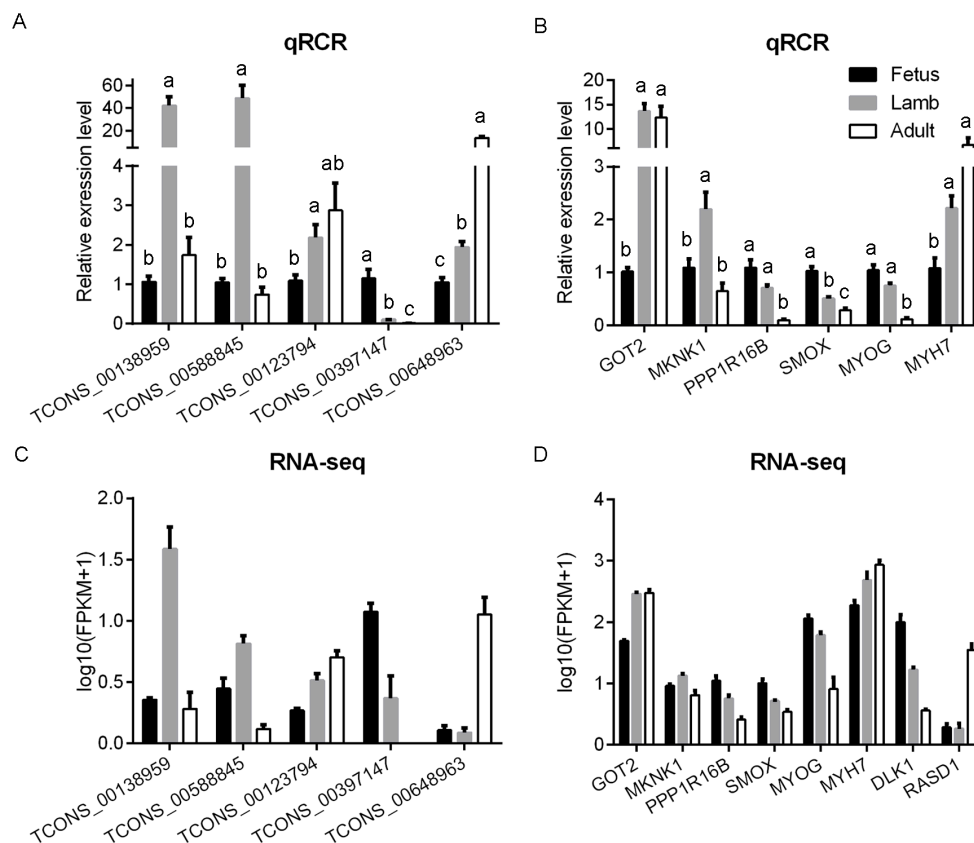 A
qRCR
Relative exression level
60
40
20
4
3
2
1
0
b a b
b a b
b a ab
a b c
c b a
TCONS_00138959
TCONS_00588845
TCONS_00123794
TCONS_00397147
TCONS_00648963
B
qRCR
Fetus
Lamb
Adult
Relative exression level
20
15
10
3
2
1
0
b a a
b a b
a a b
a b c
a a b
b a a
GOT2
MKNK1
PPP1R16B
SMOX
MYOG
MYH7
C
RNA-seq
log10(FPKM+1)
2.0
1.5
1.0
0.5
0.0
TCONS_00138959
TCONS_00588845
TCONS_00123794
TCONS_00397147
TCONS_00648963
D
RNA-seq
log10(FPKM+1)
4
3
2
1
0
GOT2
MKNK1
PPP1R16B
SMOX
MYOG
MYH7
DLK1
RASD1